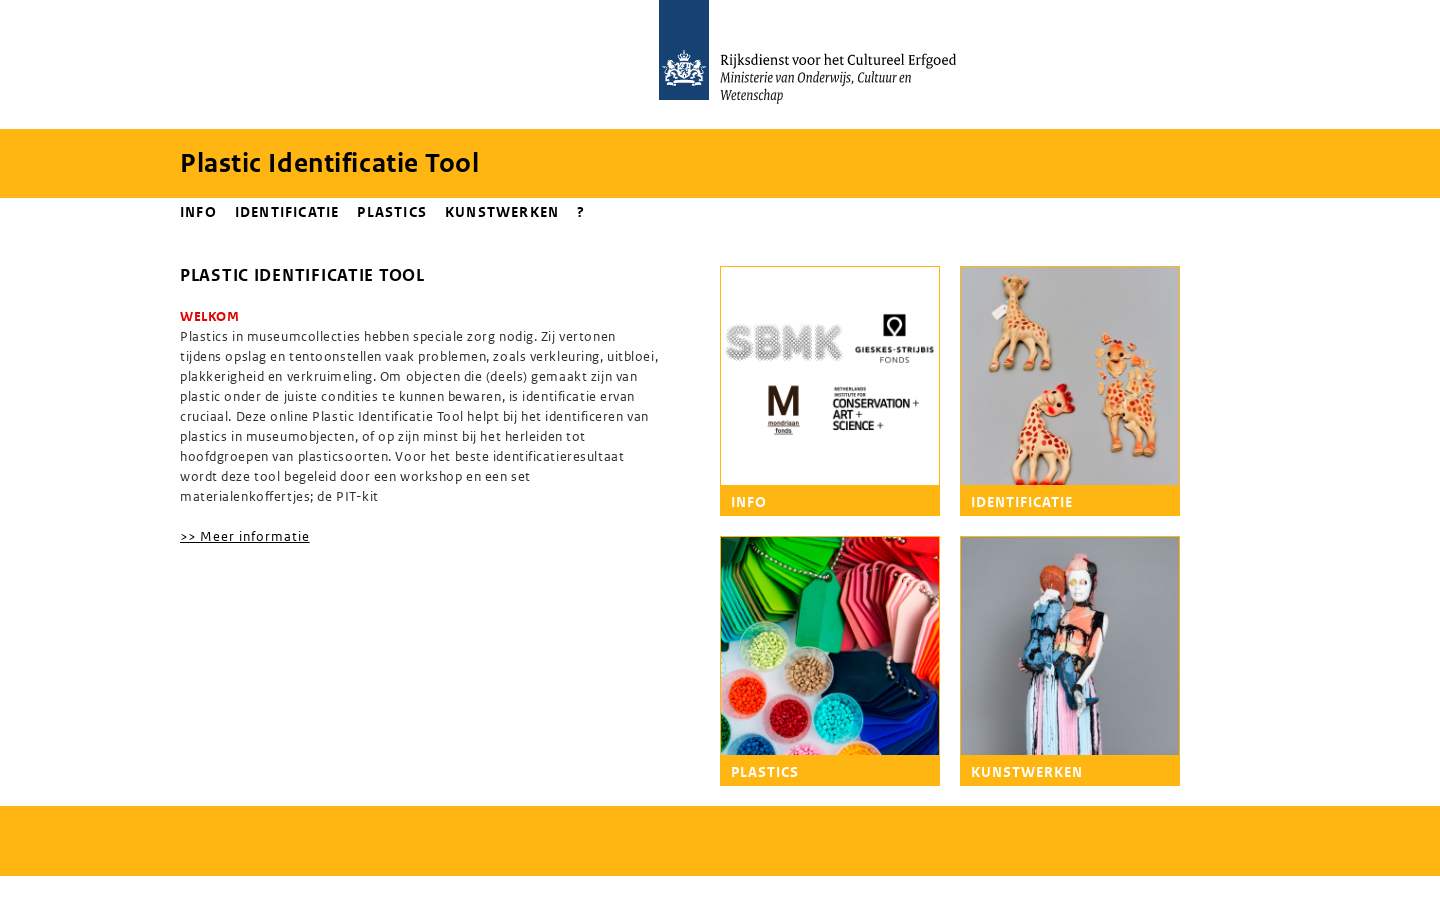 Rijksdienst voor het Cultureel Erfgoed
Ministerie van Onderwijs, Cultuur en
Wetenschap
Plastic Identificatie Tool
INFO IDENTIFICATIE PLASTICS KUNSTWERKEN ?
PLASTIC IDENTIFICATIE TOOL
WELKOM
Plastics in museumcollecties hebben speciale zorg nodig. Zij vertonen
tijdens opslag en tentoonstellen vaak problemen, zoals verkleuring, uitbloei,
plakkerigheid en verkruimeling. Om objecten die (deels) gemaakt zijn van
plastic onder de juiste condities te kunnen bewaren, is identificatie ervan
cruciaal. Deze online Plastic Identificatie Tool helpt bij het identificeren van
plastics in museumobjecten, of op zijn minst bij het herleiden tot
hoofdgroepen van plasticsoorten. Voor het beste identificatieresultaat
wordt deze tool begeleid door een workshop en een set
materialenkoffertjes; de PIT-kit
>> Meer informatie
SBMK
GIESKES-STRIJBIS
FONDS
M
mondriaan
fonds
NETHERLANDS
INSTITUTE FOR
CONSERVATION+
ART+
SCIENCE+
INFO
IDENTIFICATIE
PLASTICS
KUNSTWERKEN